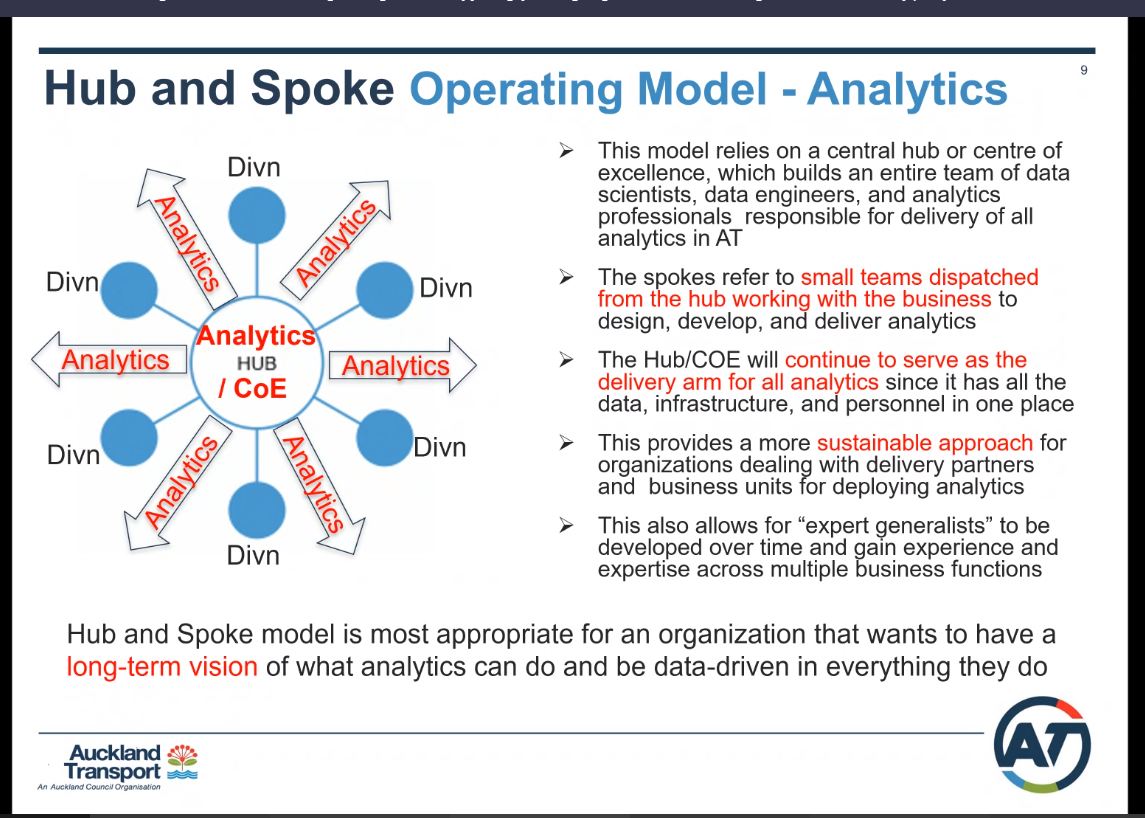 9
Hub and Spoke Operating Model - Analytics
Divn
Analytics
Analytics
Divn
Divn
Analytics
HUB
/ CoE
Analytics
Analytics
Divn
Divn
Analytics
Analytics
Divn
➢ This model relies on a central hub or centre of
excellence, which builds an entire team of data
scientists, data engineers, and analytics
professionals  responsible for delivery of all
analytics in AT
➢ The spokes refer to small teams dispatched
from the hub working with the business to
design, develop, and deliver analytics
➢ The Hub/COE will continue to serve as the
delivery arm for all analytics since it has all the
data, infrastructure, and personnel in one place
➢ This provides a more sustainable approach for
organizations dealing with delivery partners
and  business units for deploying analytics
➢ This also allows for “expert generalists” to be
developed over time and gain experience and
expertise across multiple business functions
Hub and Spoke model is most appropriate for an organization that wants to have a
long-term vision of what analytics can do and be data-driven in everything they do
Auckland
Transport
An Auckland Council Organisation
AT